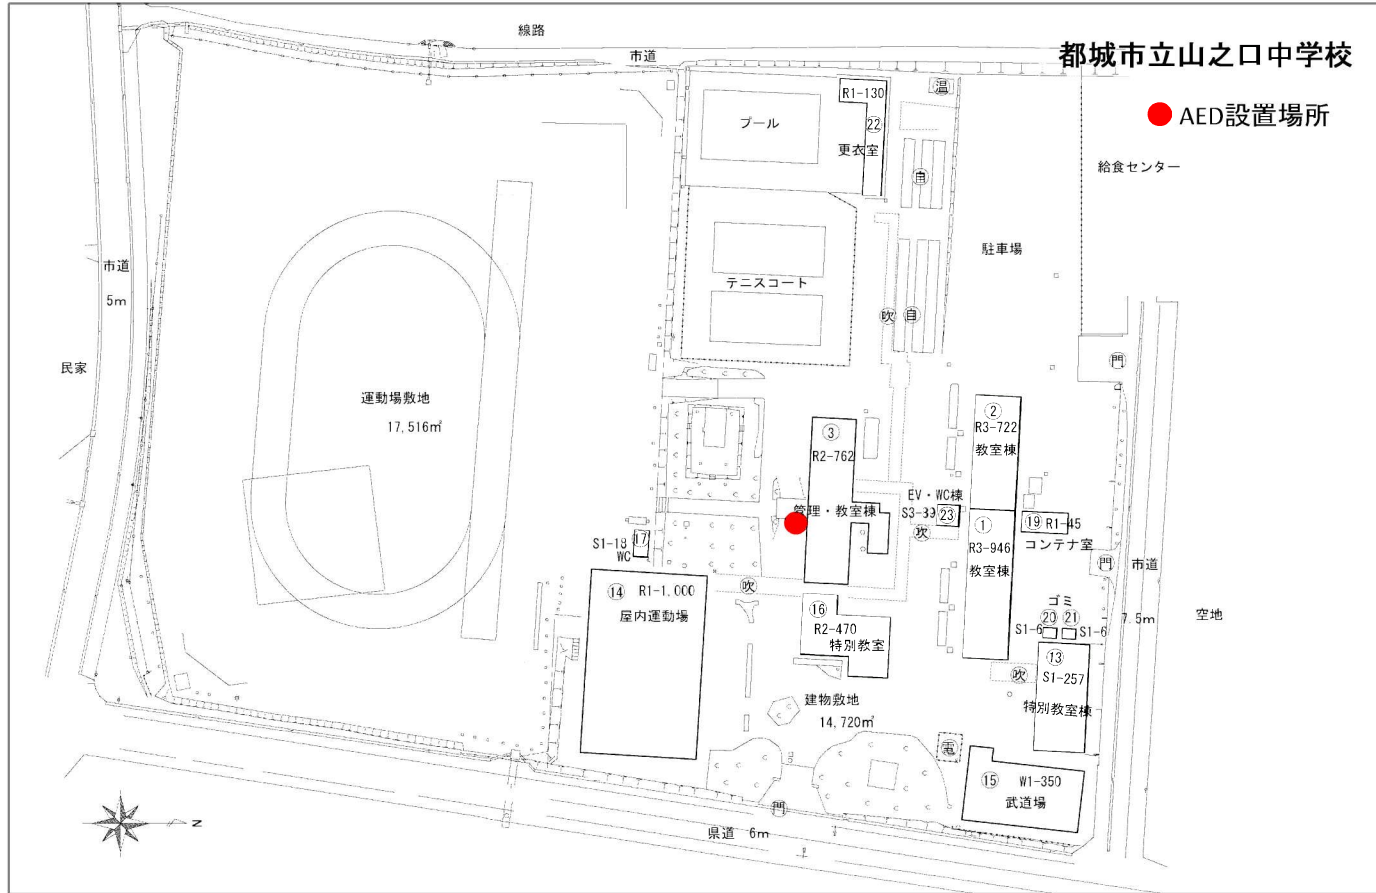 線路
市道
都城市立山之口中学校
AED設置場所
R1-130
温
プール
22
更衣室
自
給食センター
駐車場
市道
5m
テニスコート
吹
自
民家
門
運動場敷地
17,516㎡
2
R3-722
教室棟
3
R2-762
管理・教室棟
EV・WC棟
S3-39
23
吹
1
R3-946
教室棟
19
R1-45
コンテナ室
門
市道
7.5m
空地
17
S1-18
WC
14
R1-1,000
屋内運動場
吹
16
R2-470
特別教室
ゴミ
20
21
S1-6
S1-6
13
S1-257
特別教室棟
吹
建物敷地
14,720㎡
電
15
W1-350
武道場
門
県道 6m
N